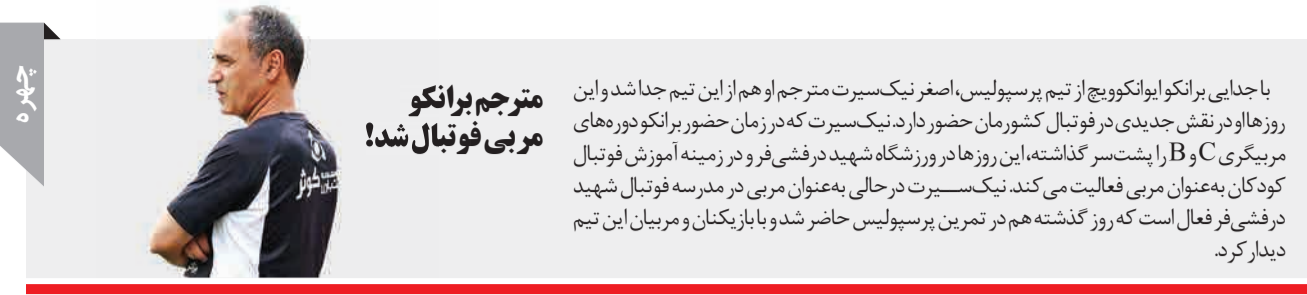 چهره
مترجم برانکو
مربی فوتبال شد!
با جدایی برانکو ایوانکوویچ از تیم پرسپولیس، اصغر نیک‌سیرت مترجم او هم از این تیم جدا شد و این
روزها او در نقش جدیدی در فوتبال کشورمان حضور دارد. نیک‌سیرت که در زمان حضور برانکو دوره‌های
مربیگری C و B را پشت‌سر گذاشته، این روزها در ورزشگاه شهید درفشی‌فر و در زمینه آموزش فوتبال
کودکان به‌عنوان مربی فعالیت می‌کند. نیک‌سیرت درحالی به‌عنوان مربی در مدرسه فوتبال شهید
درفشی‌فر فعال است که روز گذشته هم در تمرین پرسپولیس حاضر شد و با بازیکنان و مربیان این تیم
دیدار کرد.
کوثر